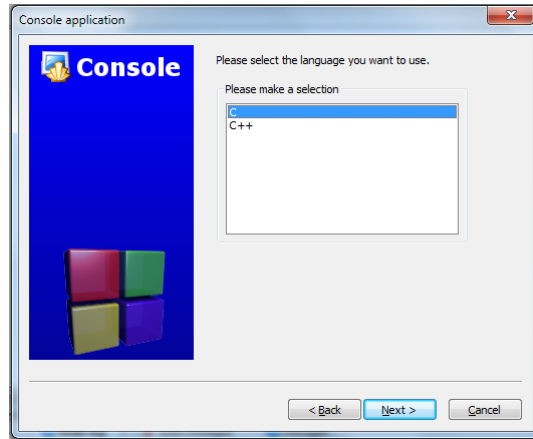 Console application
Console
Please select the language you want to use.
Please make a selection
C
C++
< Back
Next >
Cancel